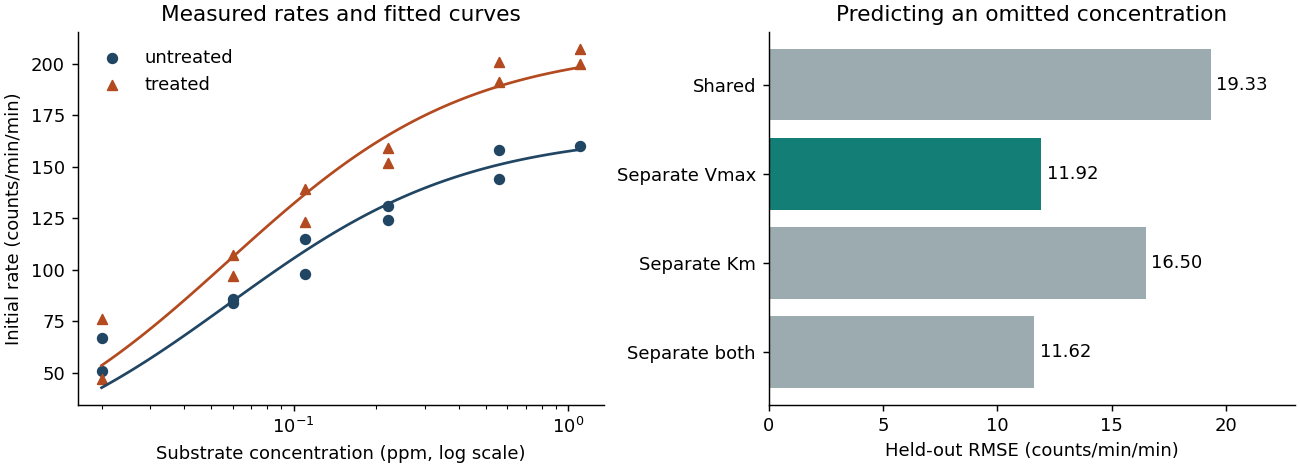 Measured rates and fitted curves
untreated
treated
200
175
150
125
100
75
50
Initial rate (counts/min/min)
10⁻¹
10⁰
Substrate concentration (ppm, log scale)
Predicting an omitted concentration
Shared
19.33
Separate Vmax
11.92
Separate Km
16.50
Separate both
11.62
0
5
10
15
20
Held-out RMSE (counts/min/min)